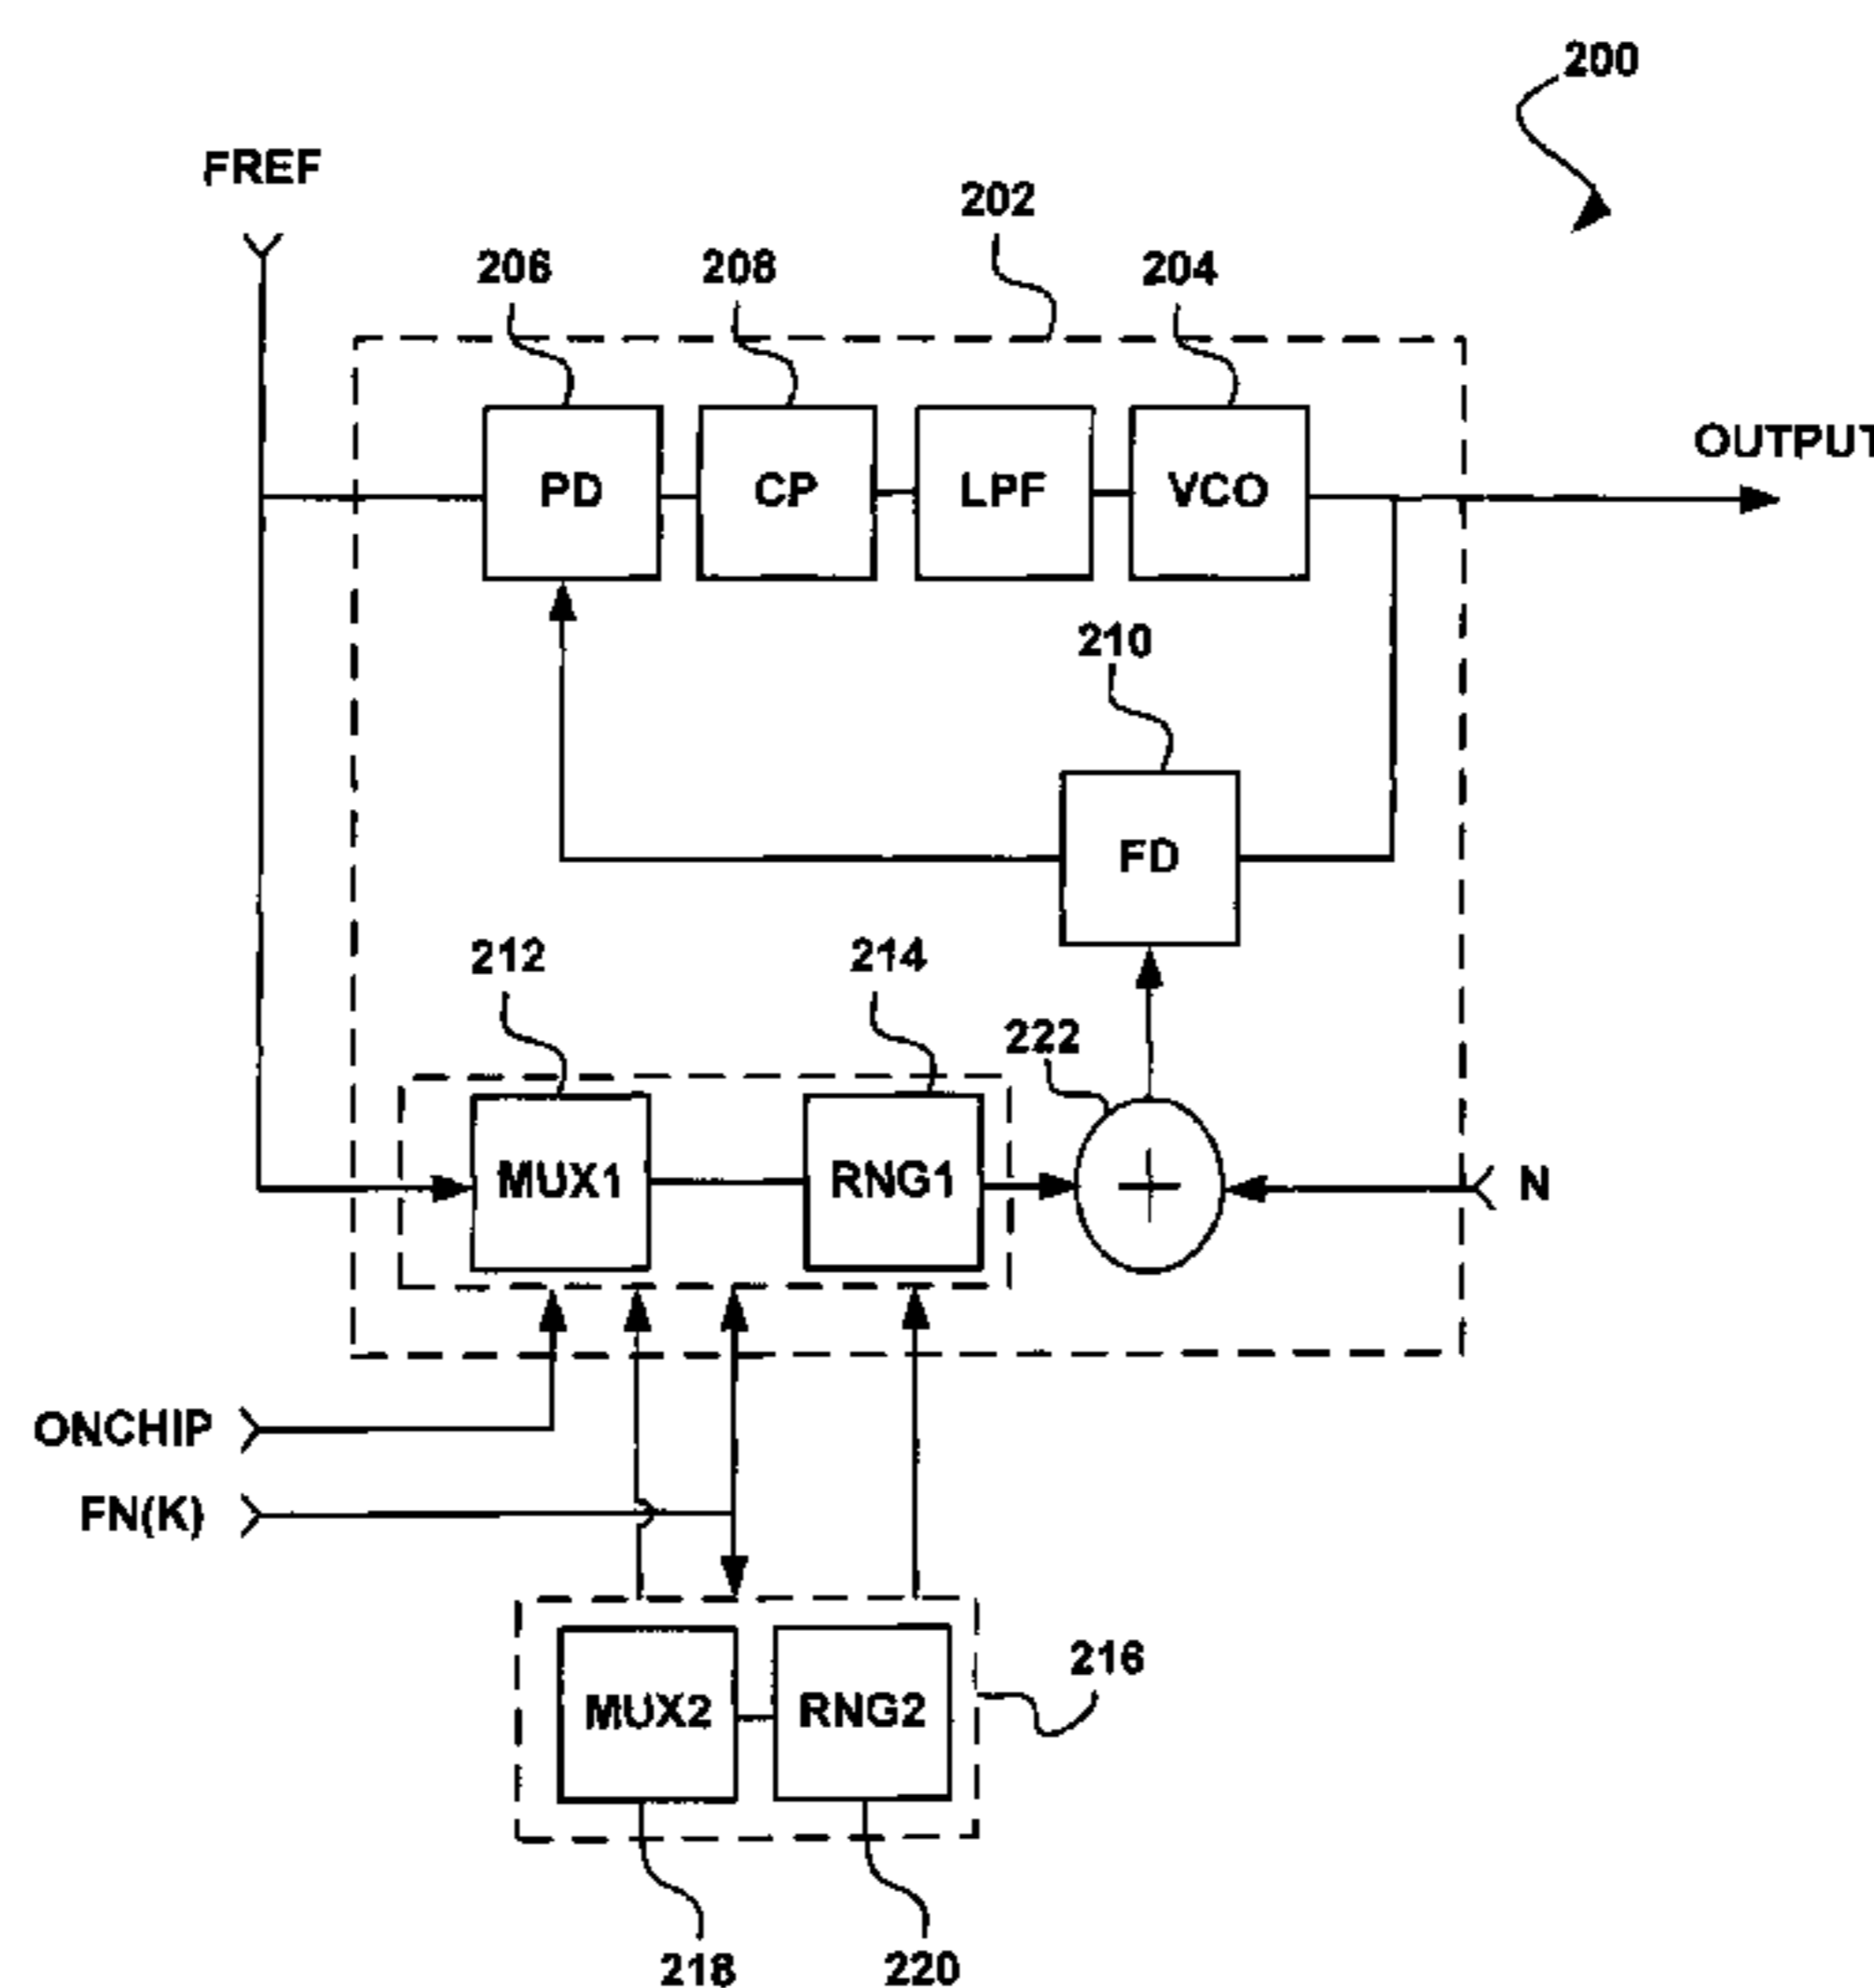 200
FREF
202
206
208
204
OUTPUT
PD
CP
LPF
VCO
210
FD
212
214
222
MUX1
RNG1
N
ONCHIP
FN(K)
216
MUX2
RNG2
218
220